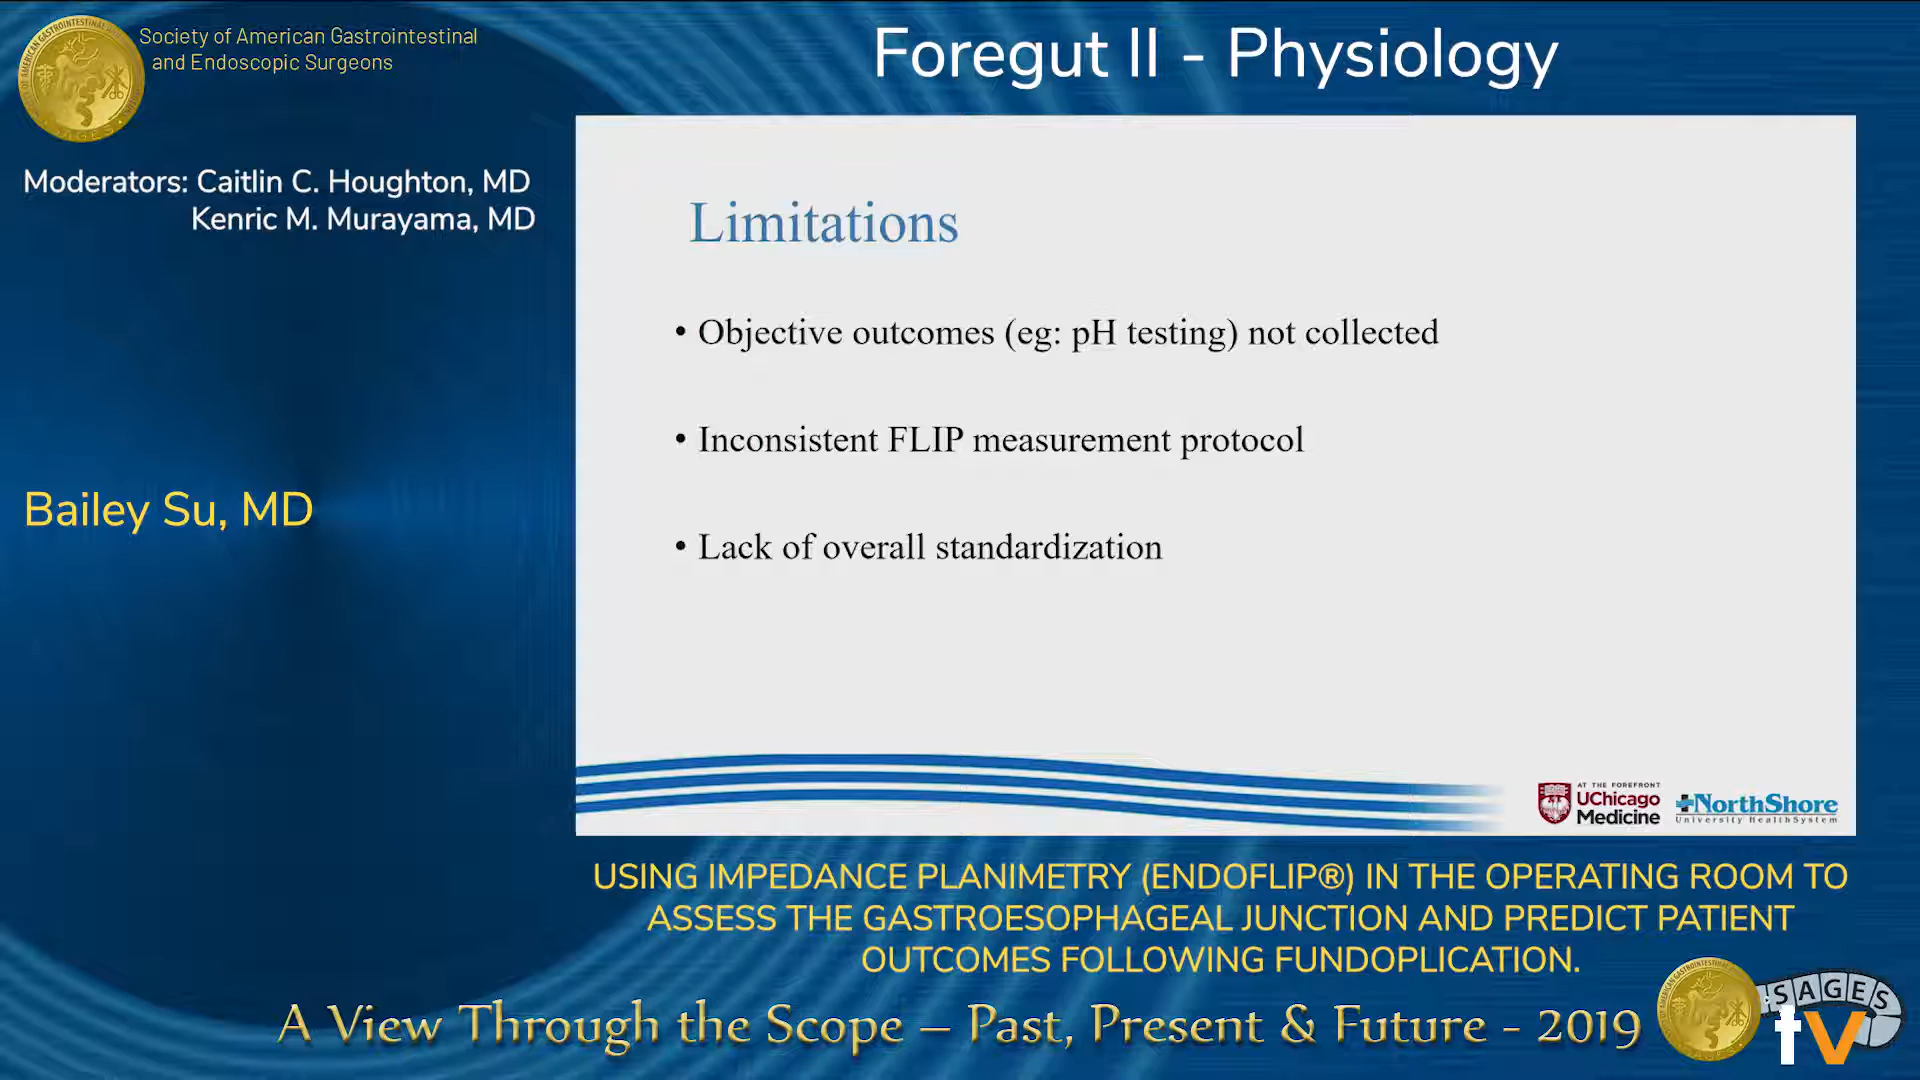 Society of American Gastrointestinal
and Endoscopic Surgeons
Foregut II - Physiology
Moderators: Caitlin C. Houghton, MD
Kenric M. Murayama, MD
Bailey Su, MD
Limitations
• Objective outcomes (eg: pH testing) not collected
• Inconsistent FLIP measurement protocol
• Lack of overall standardization
AT THE FOREFRONT
UChicago
Medicine
NorthShore
University HealthSystem
USING IMPEDANCE PLANIMETRY (ENDOFLIP®) IN THE OPERATING ROOM TO
ASSESS THE GASTROESOPHAGEAL JUNCTION AND PREDICT PATIENT
OUTCOMES FOLLOWING FUNDOPLICATION.
A View Through the Scope – Past, Present & Future - 2019
SAGES
tv